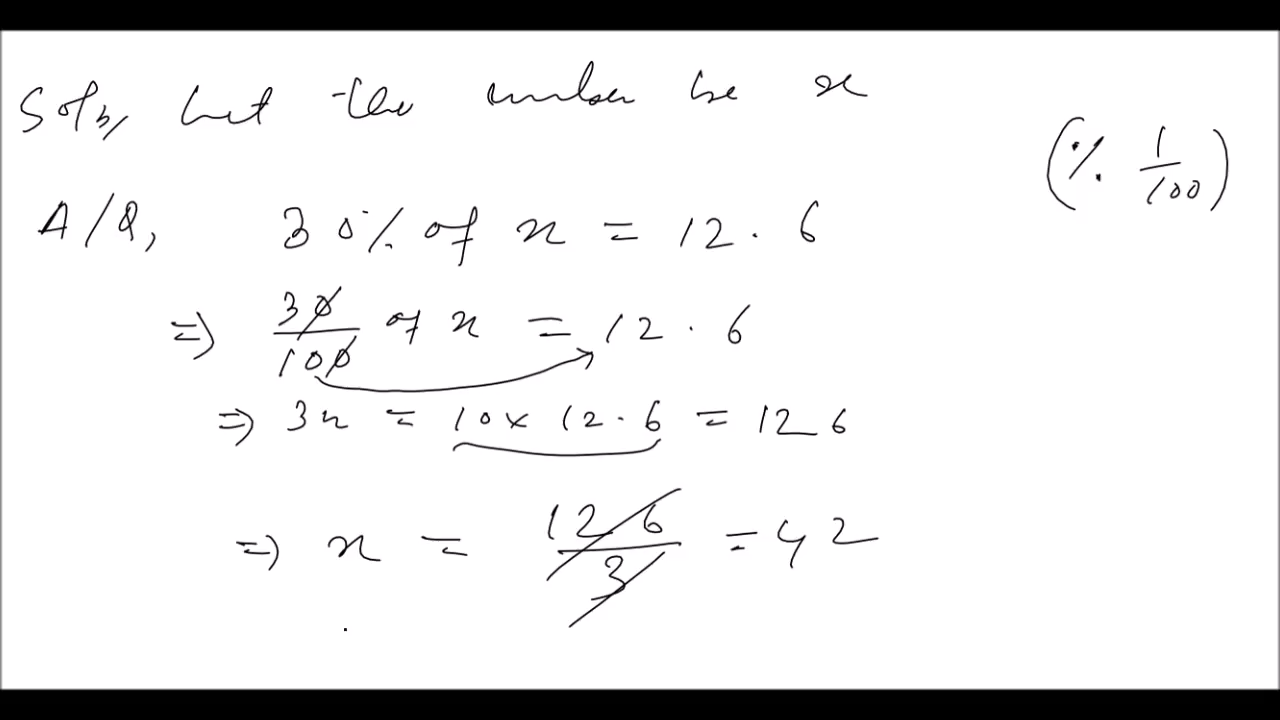 Soln, Let the number be x
(% 1/100)
A/Q, 30% of x = 12.6
=> 30/100 of x = 12.6
=> 3x = 10 x 12.6 = 126
=> x = 126/3 = 42